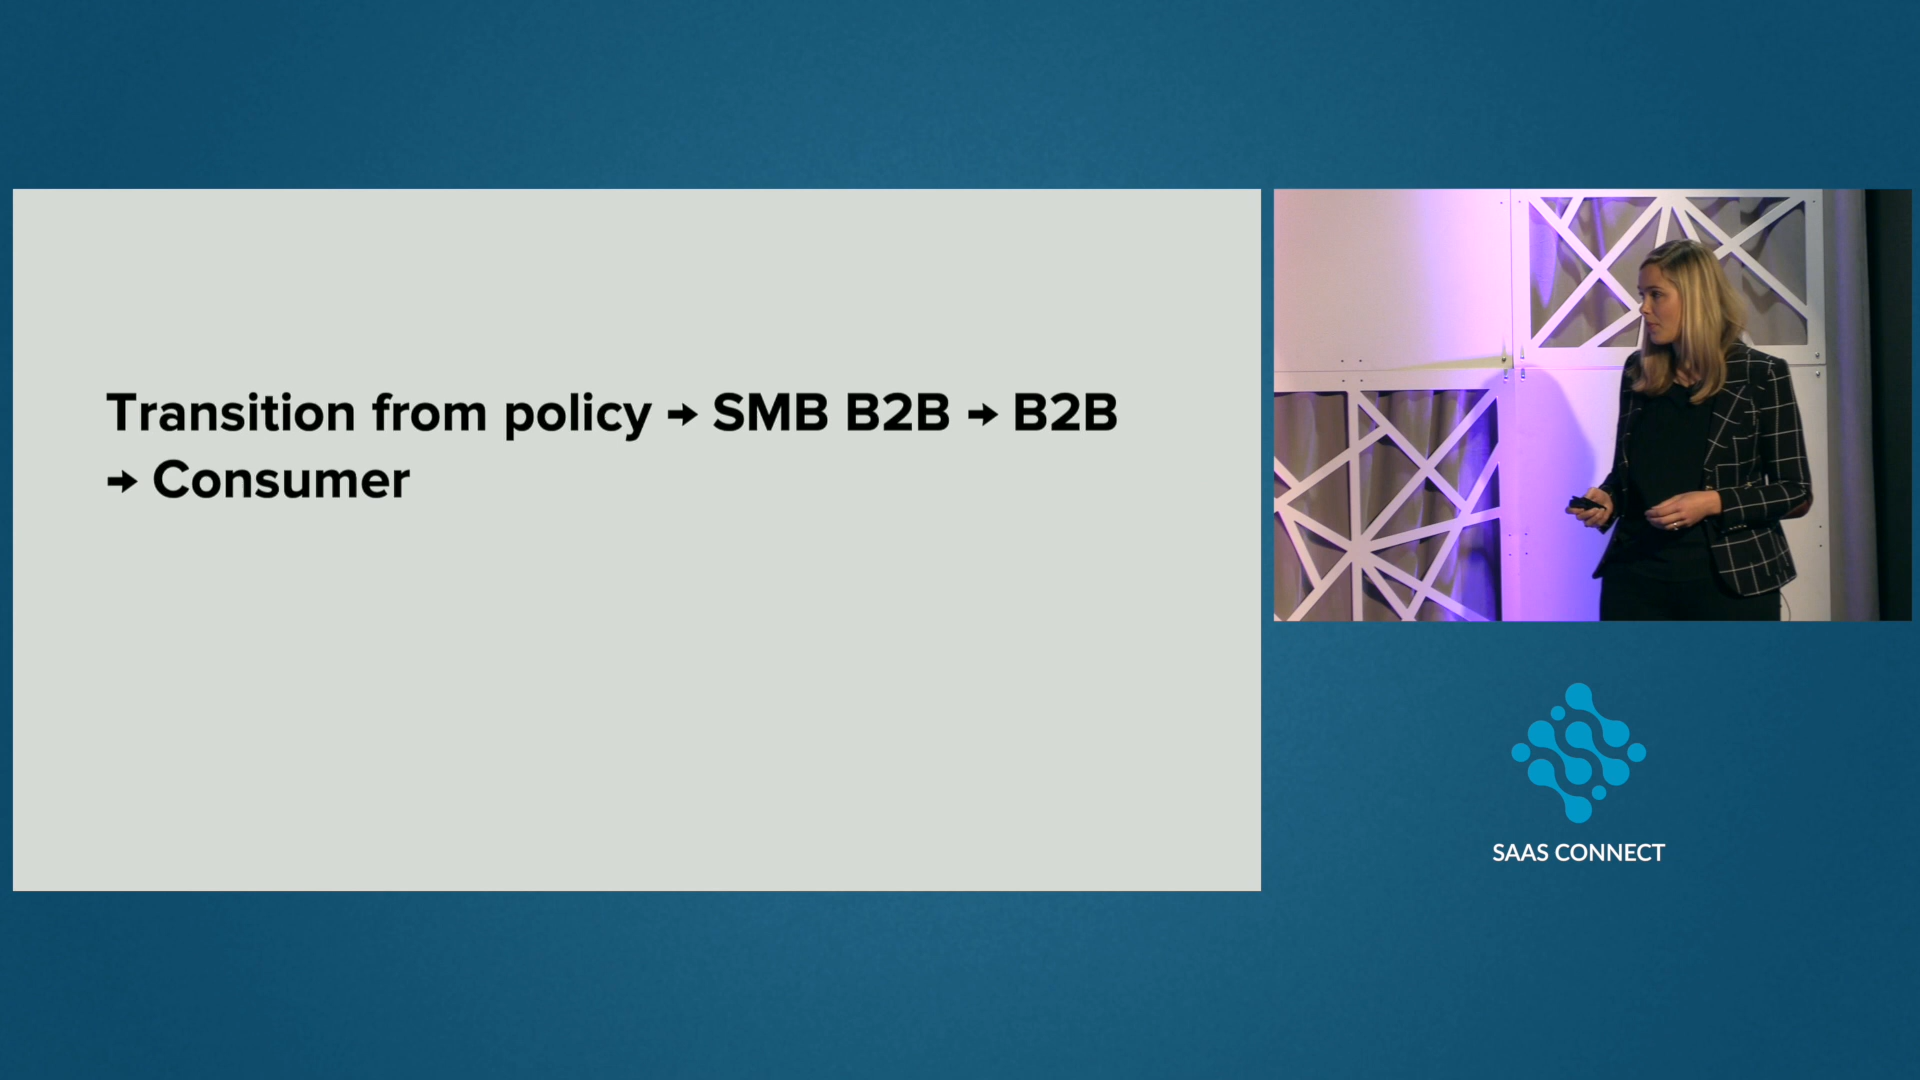 Transition from policy → SMB B2B → B2B
→ Consumer
SAAS CONNECT